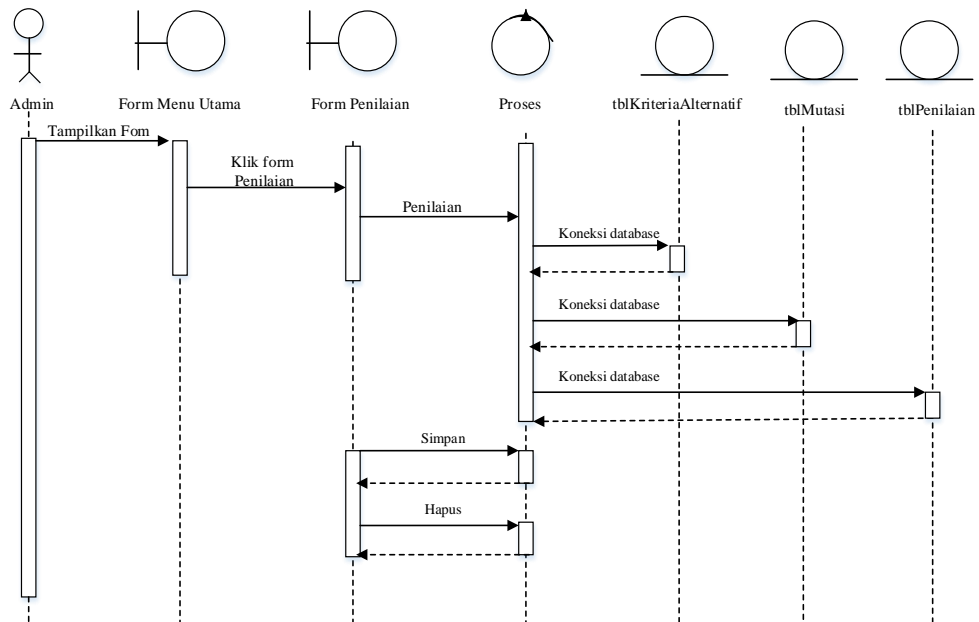 Admin
Form Menu Utama
Form Penilaian
Proses
tblKriteriaAlternatif
tblMutasi
tblPenilaian
Tampilkan Fom
Klik form
Penilaian
Penilaian
Koneksi database
Koneksi database
Koneksi database
Simpan
Hapus